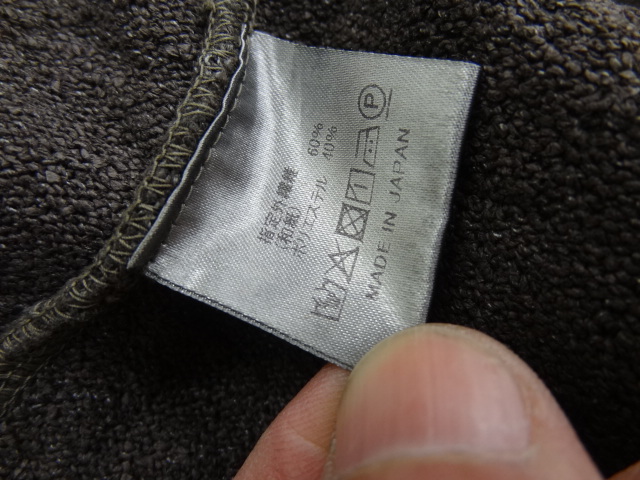 指定外繊維 60%
(和紙)
ポリエステル 40%
P
MADE IN JAPAN